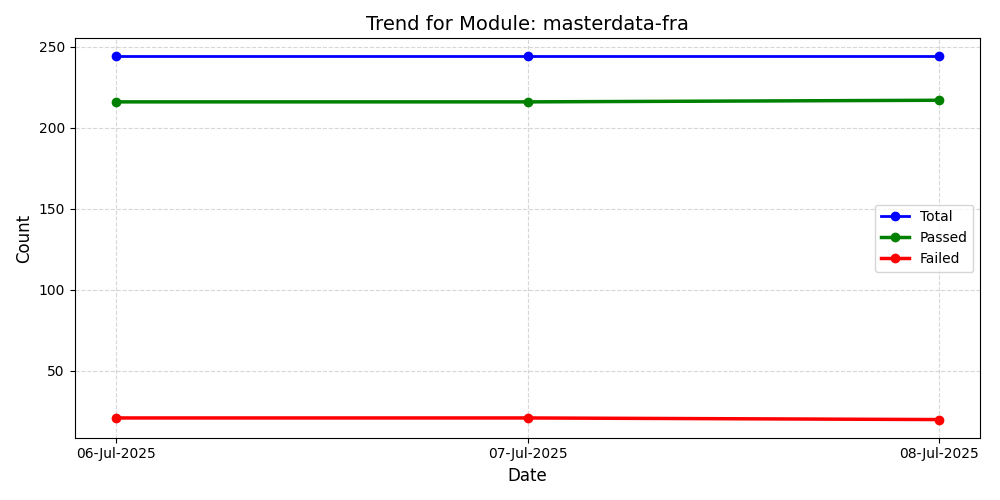 Trend for Module: masterdata-fra
250
200
150
100
50
Count
Total
Passed
Failed
06-Jul-2025
07-Jul-2025
08-Jul-2025
Date